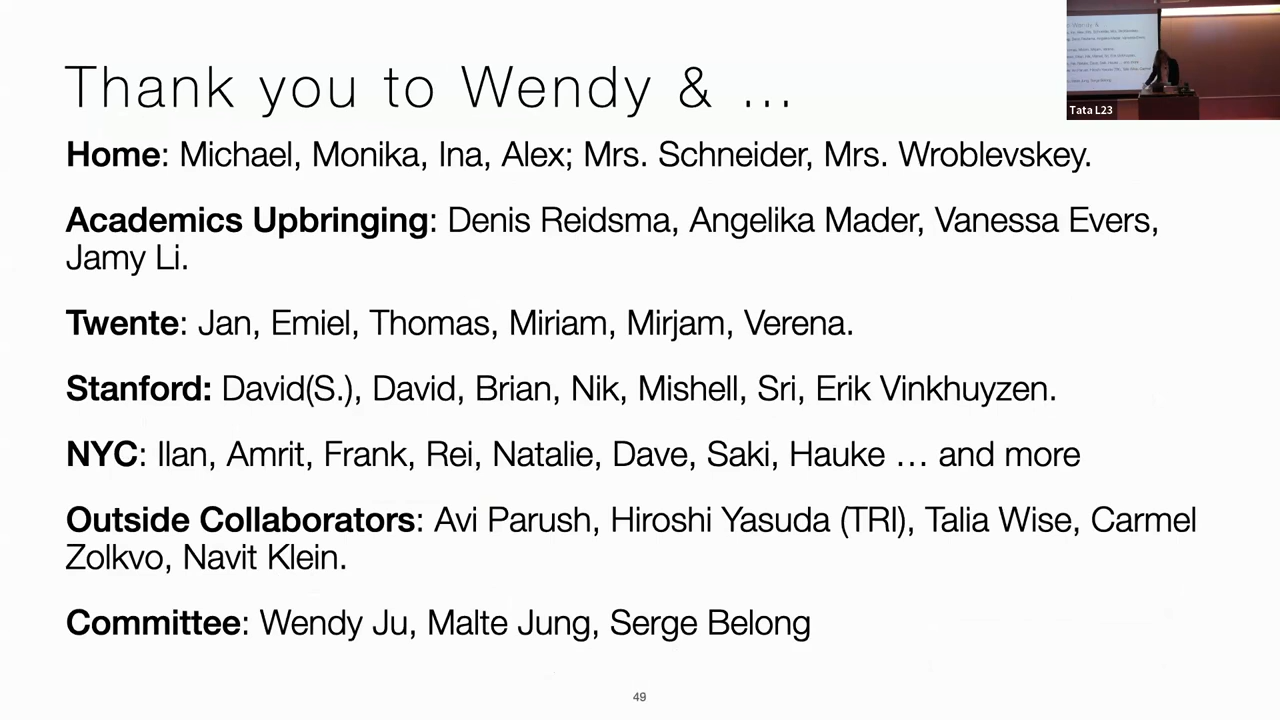 Thank you to Wendy & ...
Home: Michael, Monika, Ina, Alex; Mrs. Schneider, Mrs. Wroblevskey.
Academics Upbringing: Denis Reidsma, Angelika Mader, Vanessa Evers,
Jamy Li.
Twente: Jan, Emiel, Thomas, Miriam, Mirjam, Verena.
Stanford: David(S.), David, Brian, Nik, Mishell, Sri, Erik Vinkhuyzen.
NYC: Ilan, Amrit, Frank, Rei, Natalie, Dave, Saki, Hauke … and more
Outside Collaborators: Avi Parush, Hiroshi Yasuda (TRI), Talia Wise, Carmel
Zolkvo, Navit Klein.
Committee: Wendy Ju, Malte Jung, Serge Belong
49
Tata L23